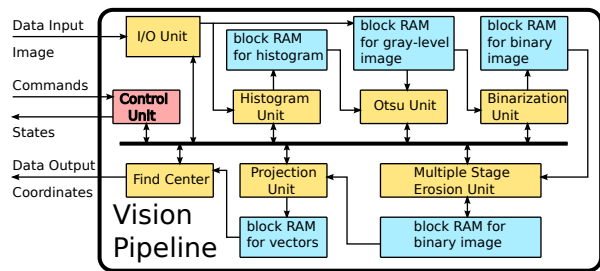 Data Input
Image
Commands
States
Data Output
Coordinates
I/O Unit
block RAM
for histogram
block RAM
for gray-level
image
block RAM
for binary
image
Control
Unit
Histogram
Unit
Otsu Unit
Binarization
Unit
Find Center
Projection
Unit
Multiple Stage
Erosion Unit
Vision
Pipeline
block RAM
for vectors
block RAM for
binary image